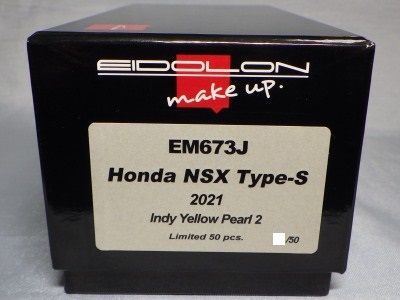 EIDOLON
make up.
EM673J
Honda NSX Type-S
2021
Indy Yellow Pearl 2
Limited 50 pcs. /50